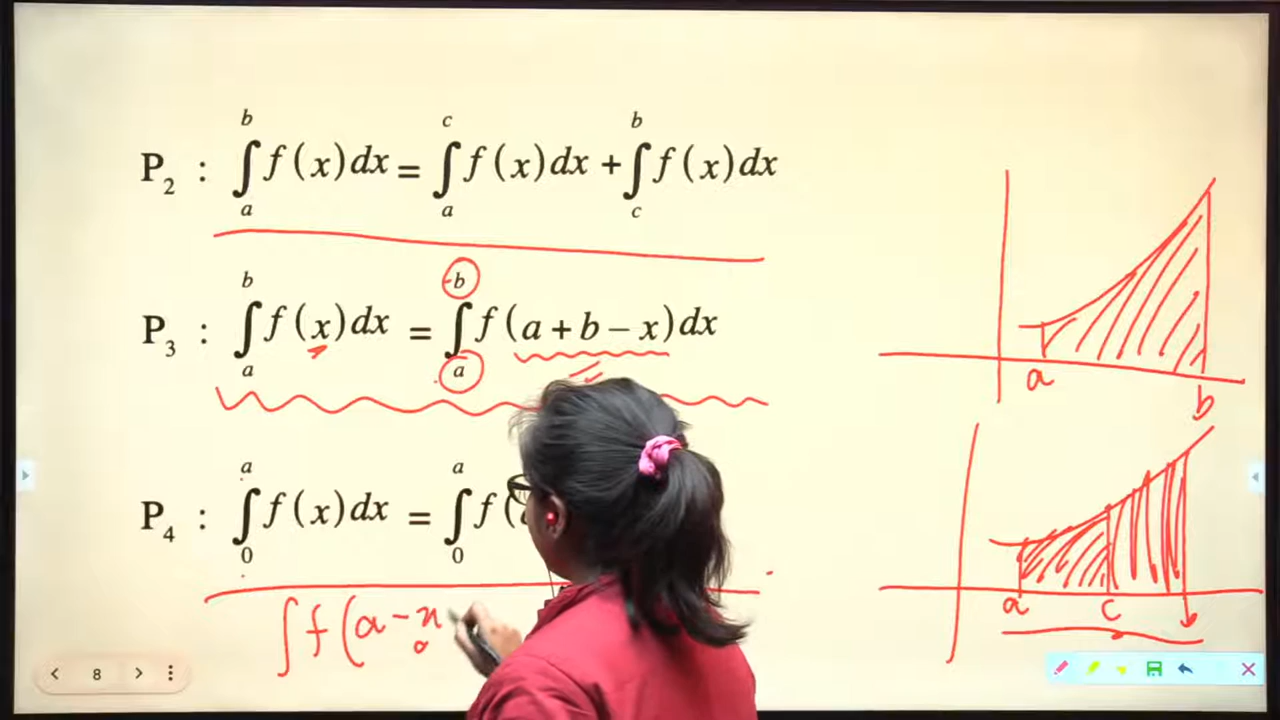 P₂ : ∫ₐᵇ f(x)dx = ∫ₐᶜ f(x)dx + ∫꜀ᵇ f(x)dx
P₃ : ∫ₐᵇ f(x)dx = ∫ₐᵇ f(a + b − x)dx
P₄ : ∫₀ᵃ f(x)dx = ∫₀ᵃ f(
∫ f(a − x
a
b
a c b
8